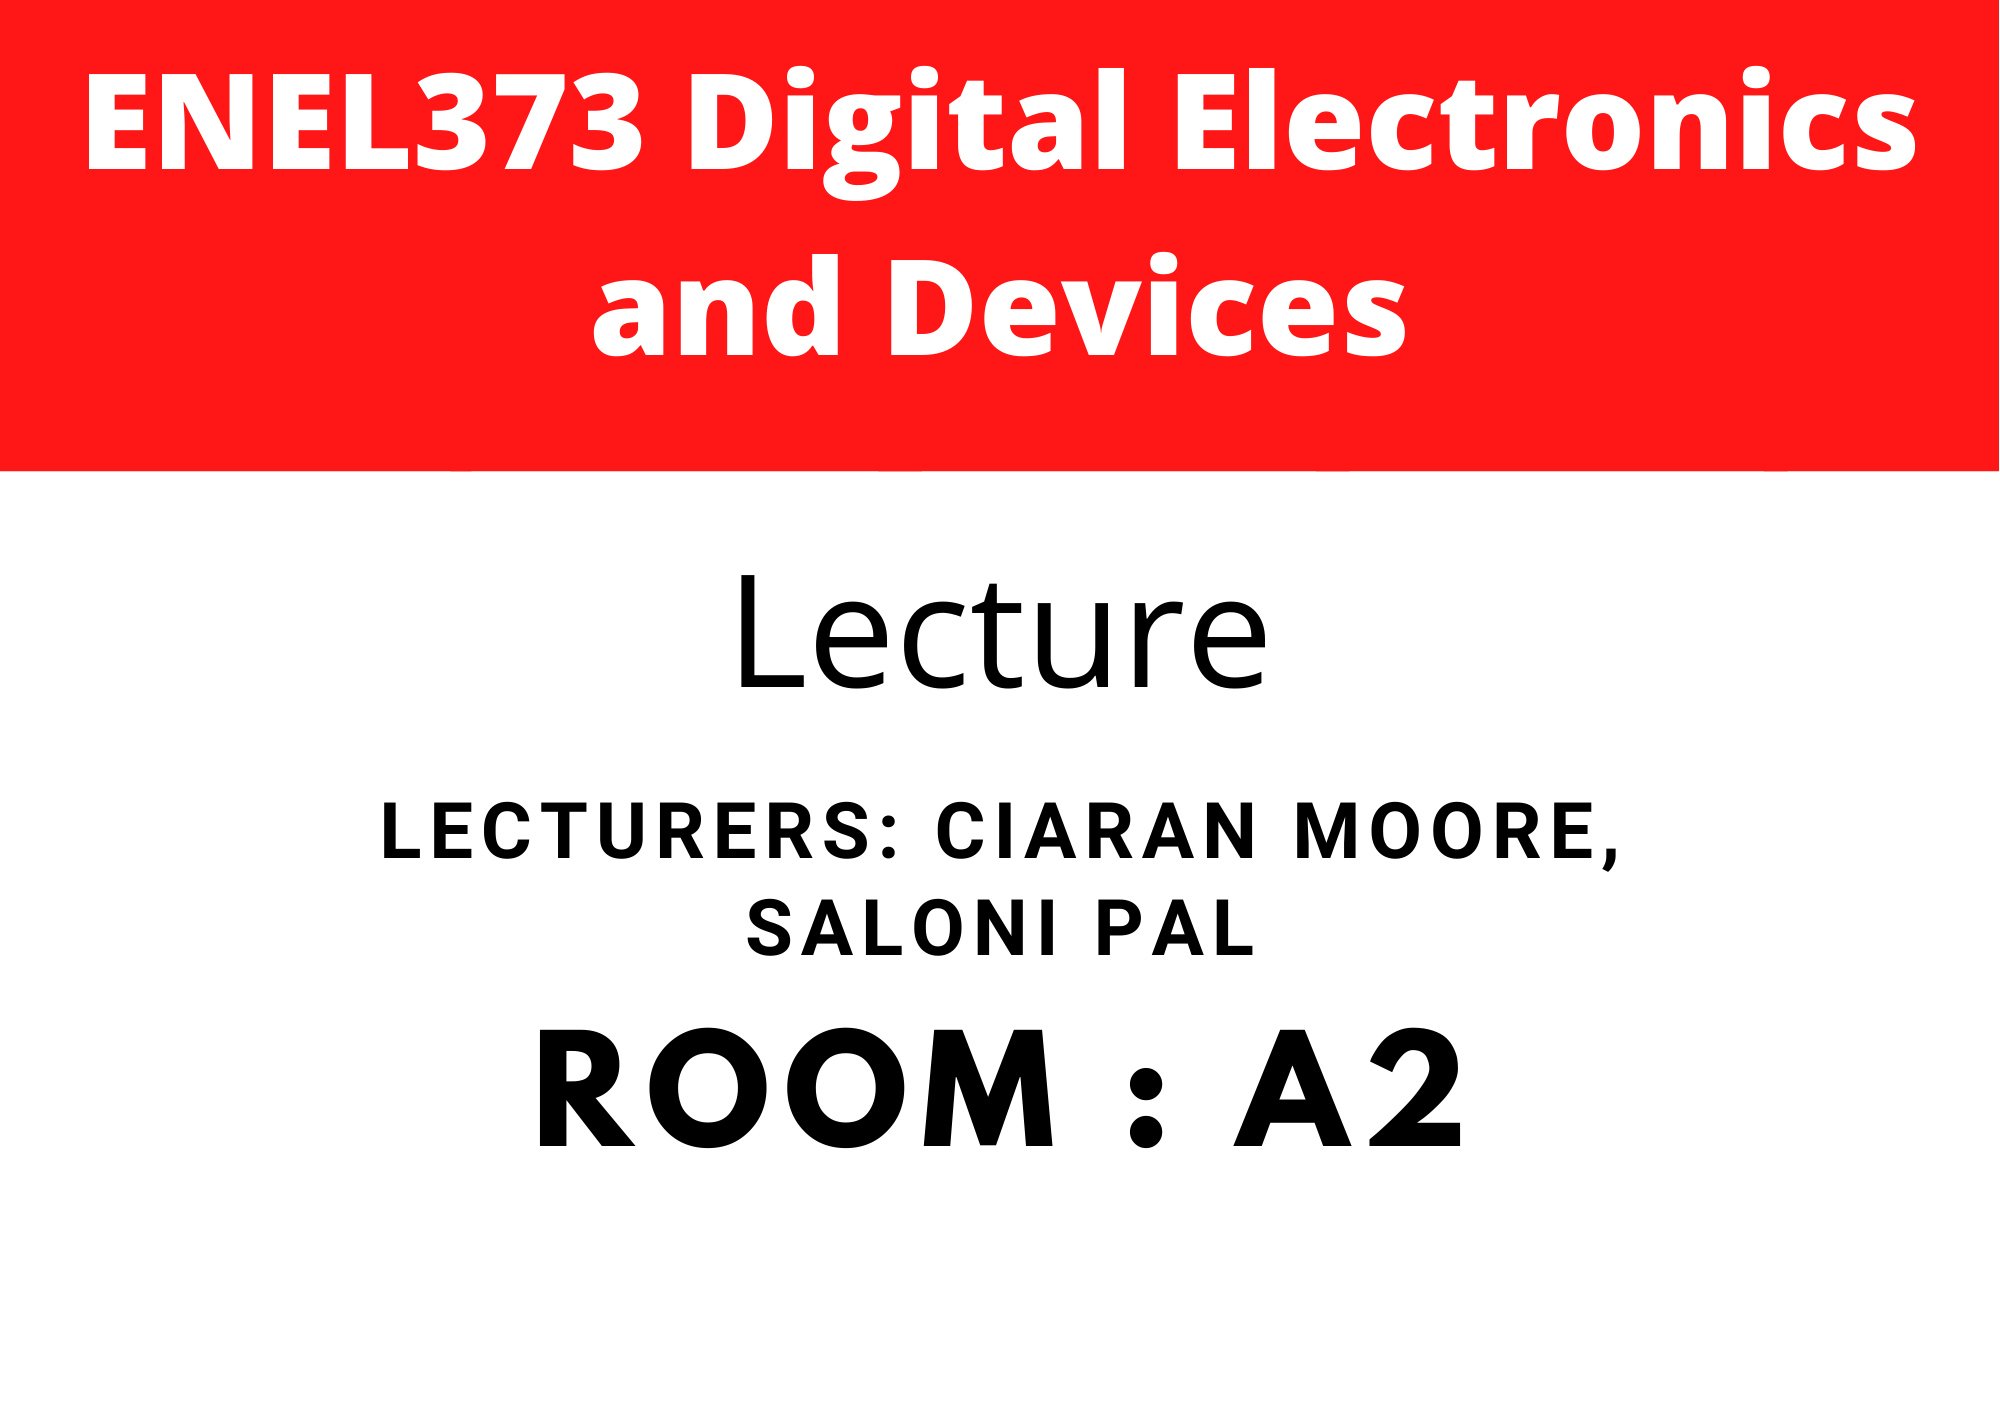 ENEL373 Digital Electronics
and Devices
Lecture
LECTURERS: CIARAN MOORE,
SALONI PAL
ROOM : A2